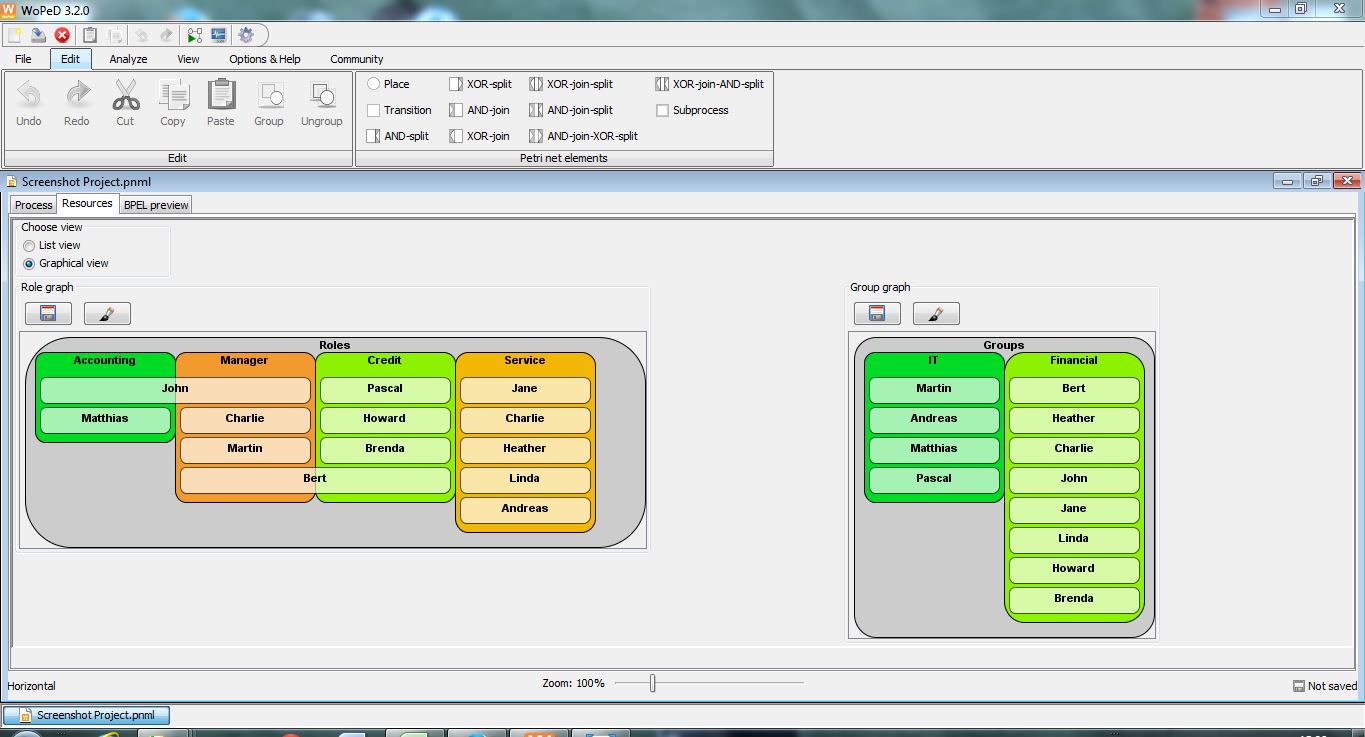 WoPeD 3.2.0
File Edit Analyze View Options & Help Community
Place XOR-split XOR-join-split XOR-join-AND-split
Transition AND-join AND-join-split Subprocess
AND-split XOR-join AND-join-XOR-split
Undo Redo Cut Copy Paste Group Ungroup
Edit Petri net elements
Screenshot Project.pnml
Process Resources BPEL preview
Choose view
List view
Graphical view
Role graph Group graph
Roles Groups
Accounting Manager Credit Service IT Financial
John Pascal Jane Martin Bert
Matthias Charlie Howard Charlie Andreas Heather
Martin Brenda Heather Matthias Charlie
Bert Linda Pascal John
Andreas Jane
Linda
Howard
Brenda
Horizontal Zoom: 100% Not saved
Screenshot Project.pnml